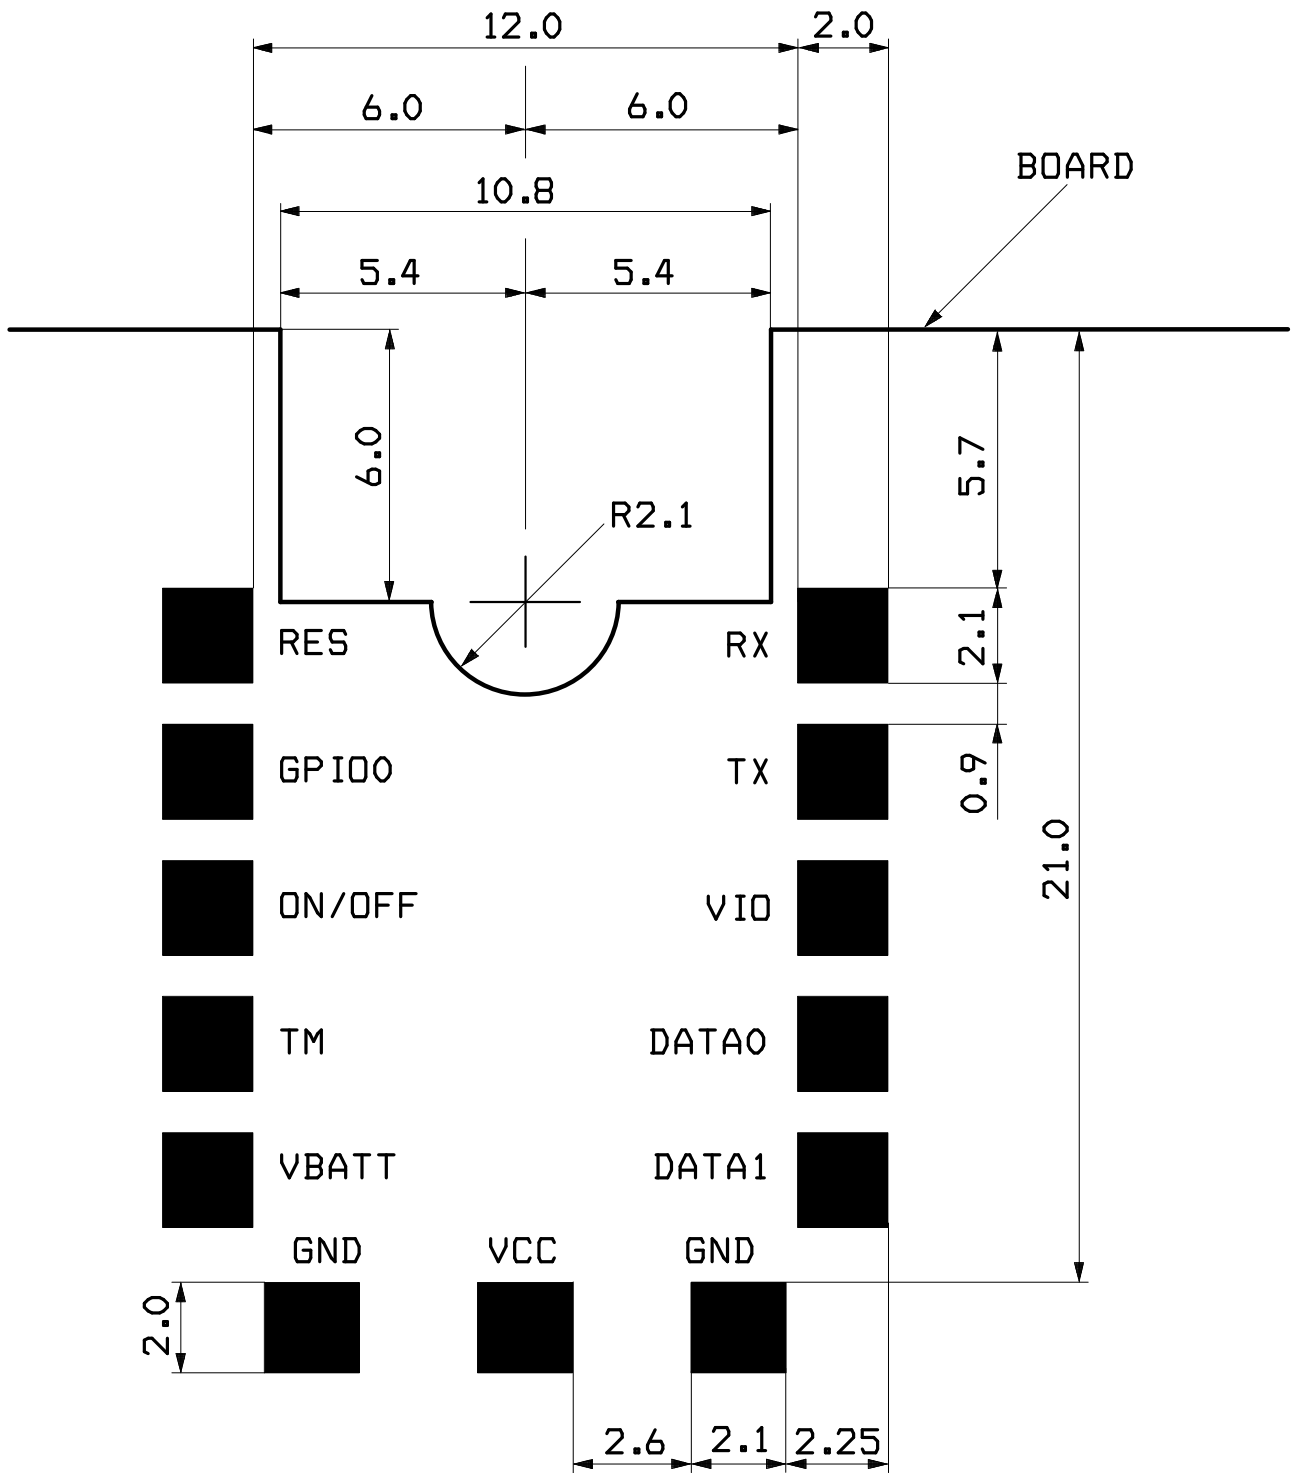 12.0 2.0
6.0 6.0
BOARD
10.8
5.4 5.4
6.0
5.7
R2.1
2.1
RES RX
GPIO0 TX
0.9
21.0
ON/OFF VIO
TM DATA0
VBATT DATA1
GND VCC GND
2.0
2.6 2.1 2.25